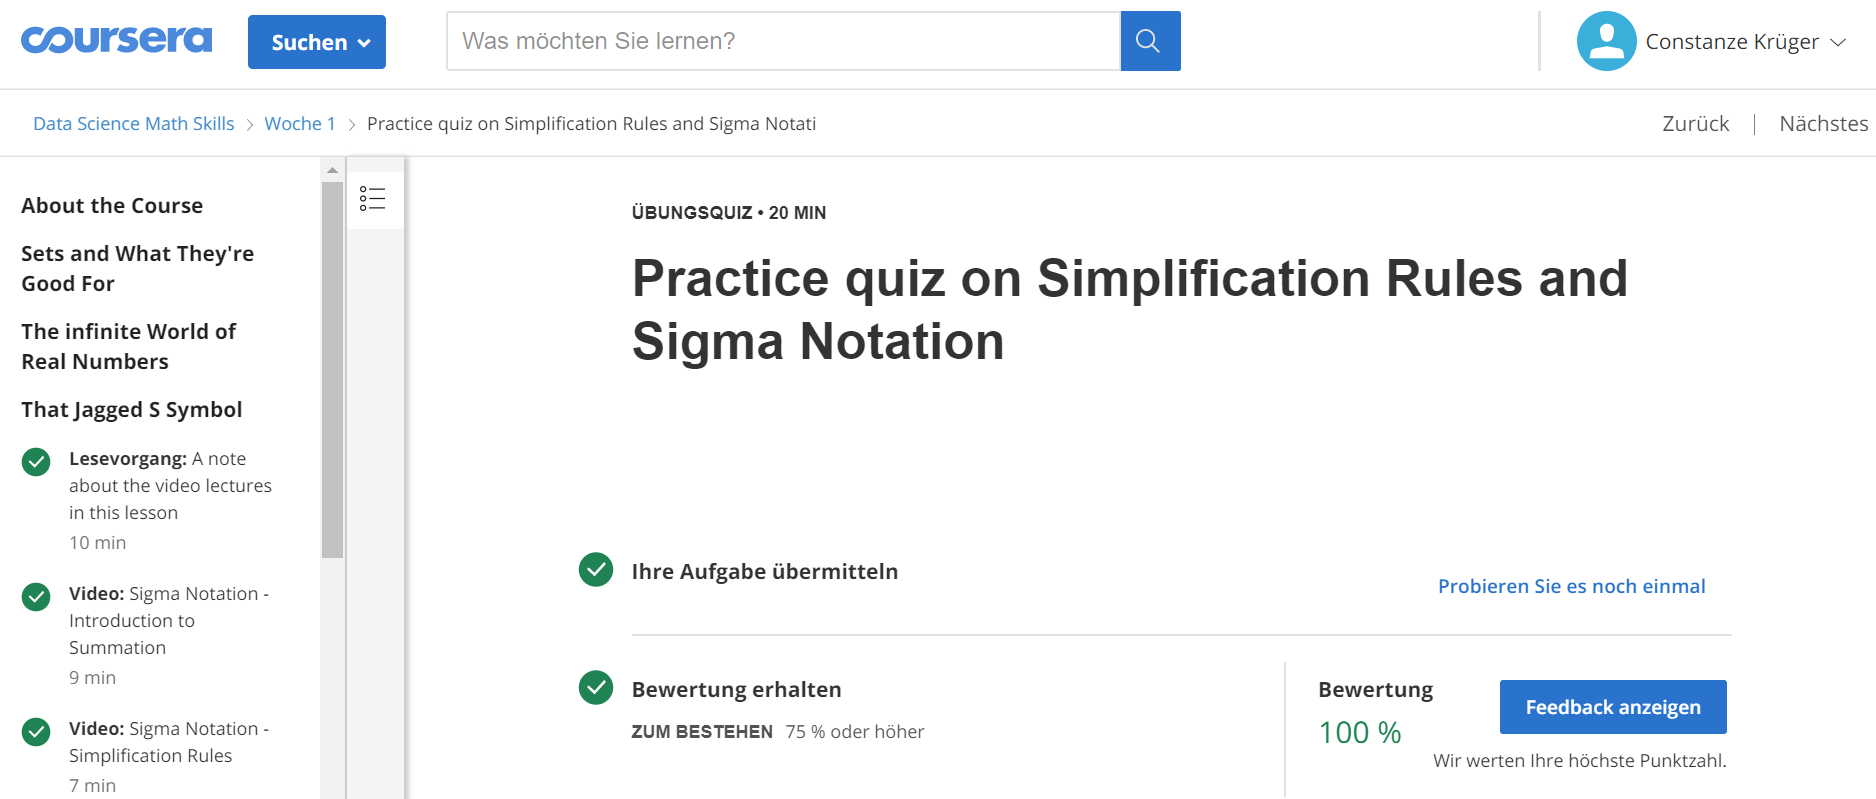 coursera
Suchen
Was möchten Sie lernen?
Constanze Krüger
Data Science Math Skills
Woche 1
Practice quiz on Simplification Rules and Sigma Notati
Zurück
Nächstes
About the Course
Sets and What They're
Good For
The infinite World of
Real Numbers
That Jagged S Symbol
Lesevorgang: A note
about the video lectures
in this lesson
10 min
Video: Sigma Notation -
Introduction to
Summation
9 min
Video: Sigma Notation -
Simplification Rules
7 min
ÜBUNGSQUIZ • 20 MIN
Practice quiz on Simplification Rules and
Sigma Notation
Ihre Aufgabe übermitteln
Probieren Sie es noch einmal
Bewertung erhalten
ZUM BESTEHEN 75 % oder höher
Bewertung
100 %
Feedback anzeigen
Wir werten Ihre höchste Punktzahl.